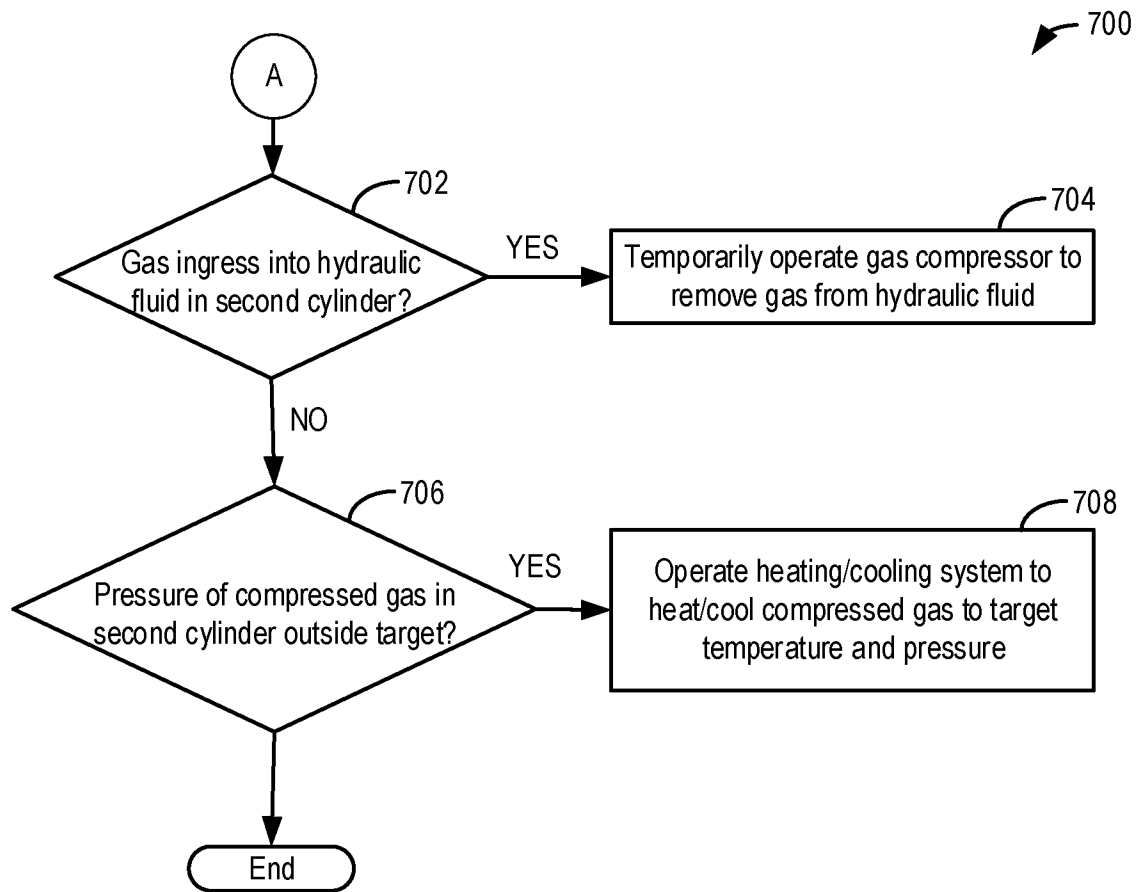 700
A
702
Gas ingress into hydraulic
fluid in second cylinder?
YES
704
Temporarily operate gas compressor to
remove gas from hydraulic fluid
NO
706
Pressure of compressed gas in
second cylinder outside target?
YES
708
Operate heating/cooling system to
heat/cool compressed gas to target
temperature and pressure
End